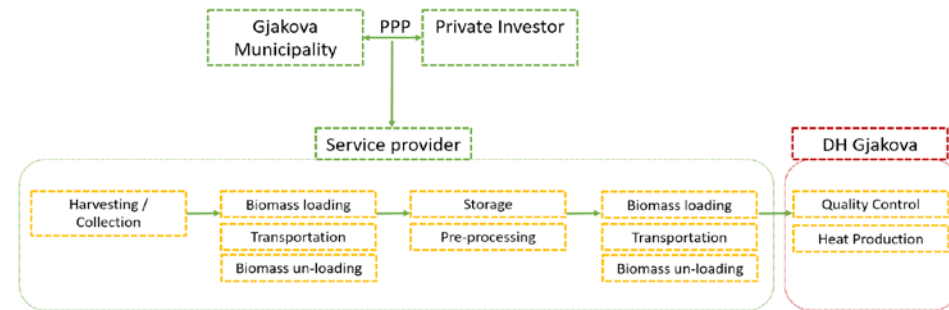 Gjakova
Municipality
PPP
Private Investor
Service provider
DH Gjakova
Harvesting /
Collection
Biomass loading
Transportation
Biomass un-loading
Storage
Pre-processing
Biomass loading
Transportation
Biomass un-loading
Quality Control
Heat Production